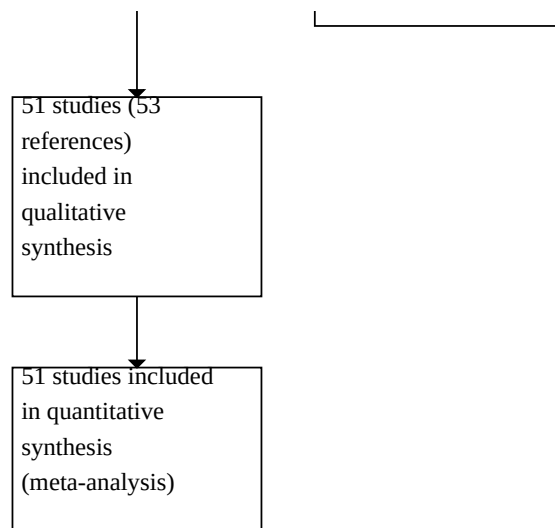 51 studies (53
references)
included in
qualitative
synthesis
51 studies included
in quantitative
synthesis
(meta-analysis)